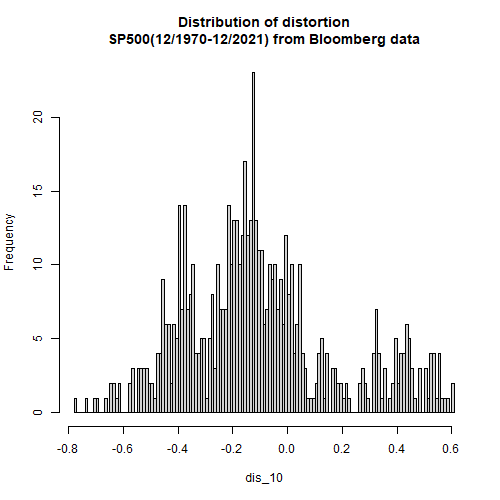 Distribution of distortion
SP500(12/1970-12/2021) from Bloomberg data
Frequency
20
15
10
5
0
-0.8 -0.6 -0.4 -0.2 0.0 0.2 0.4 0.6
dis_10